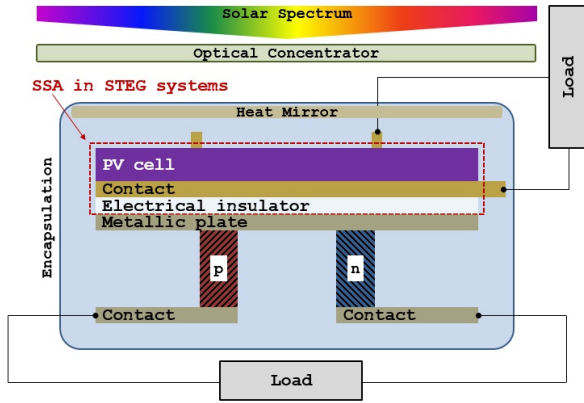 Solar Spectrum
Optical Concentrator
SSA in STEG systems
Heat Mirror
Load
PV cell
Contact
Electrical insulator
Metallic plate
Encapsulation
p
n
Contact
Contact
Load